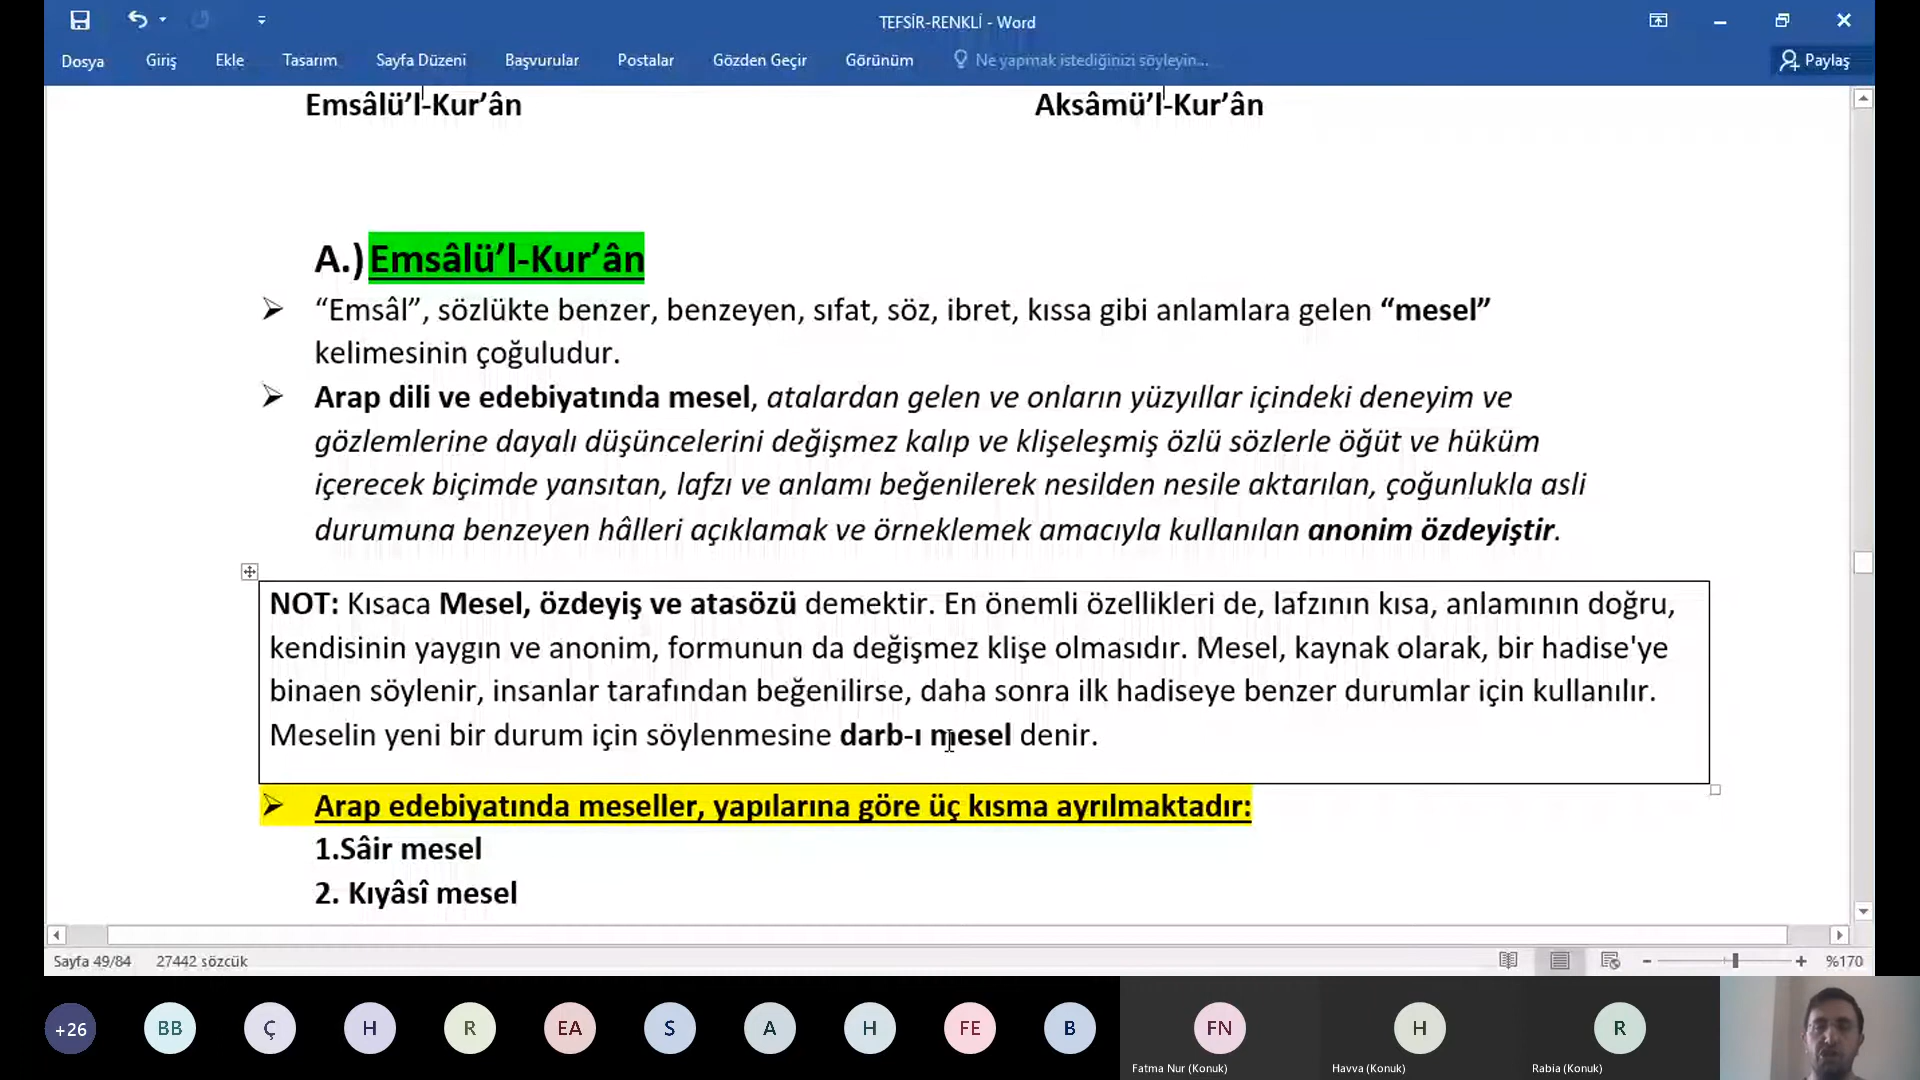 TEFSİR-RENKLİ - Word
Dosya Giriş Ekle Tasarım Sayfa Düzeni Başvurular Postalar Gözden Geçir Görünüm Ne yapmak istediğinizi söyleyin... Paylaş
Emsâlü’l-Kur’ân Aksâmü’l-Kur’ân
A.) Emsâlü’l-Kur’ân
➢ “Emsâl”, sözlükte benzer, benzeyen, sıfat, söz, ibret, kıssa gibi anlamlara gelen “mesel”
kelimesinin çoğuludur.
➢ Arap dili ve edebiyatında mesel, atalardan gelen ve onların yüzyıllar içindeki deneyim ve
gözlemlerine dayalı düşüncelerini değişmez kalıp ve klişeleşmiş özlü sözlerle öğüt ve hüküm
içerecek biçimde yansıtan, lafzı ve anlamı beğenilerek nesilden nesile aktarılan, çoğunlukla asli
durumuna benzeyen hâlleri açıklamak ve örneklemek amacıyla kullanılan anonim özdeyiştir.
NOT: Kısaca Mesel, özdeyiş ve atasözü demektir. En önemli özellikleri de, lafzının kısa, anlamının doğru,
kendisinin yaygın ve anonim, formunun da değişmez klişe olmasıdır. Mesel, kaynak olarak, bir hadise'ye
binaen söylenir, insanlar tarafından beğenilirse, daha sonra ilk hadiseye benzer durumlar için kullanılır.
Meselin yeni bir durum için söylenmesine darb-ı mesel denir.
➢ Arap edebiyatında meseller, yapılarına göre üç kısma ayrılmaktadır:
1.Sâir mesel
2. Kıyâsî mesel
Sayfa 49/84 27442 sözcük %170
+26 BB Ç H R EA S A H FE B FN H R
Fatma Nur (Konuk) Havva (Konuk) Rabia (Konuk)